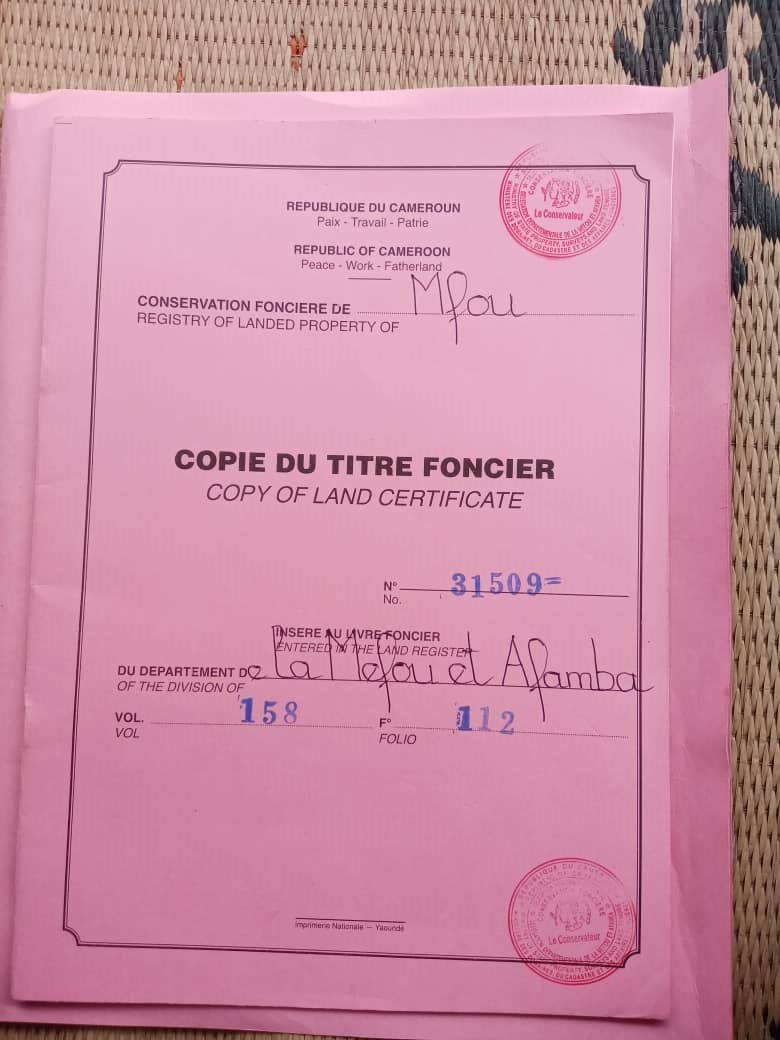 REPUBLIQUE DU CAMEROUN
Paix - Travail - Patrie
REPUBLIC OF CAMEROON
Peace - Work - Fatherland
CONSERVATION FONCIERE DE Mfou
REGISTRY OF LANDED PROPERTY OF
COPIE DU TITRE FONCIER
COPY OF LAND CERTIFICATE
N° 31509=
No.
INSERE AU LIVRE FONCIER
ENTERED IN THE LAND REGISTER
DU DEPARTEMENT De la Mefou et Afamba
OF THE DIVISION OF
VOL. 158 F° 112
VOL FOLIO
Imprimerie Nationale — Yaoundé
Le Conservateur
Le Conservateur